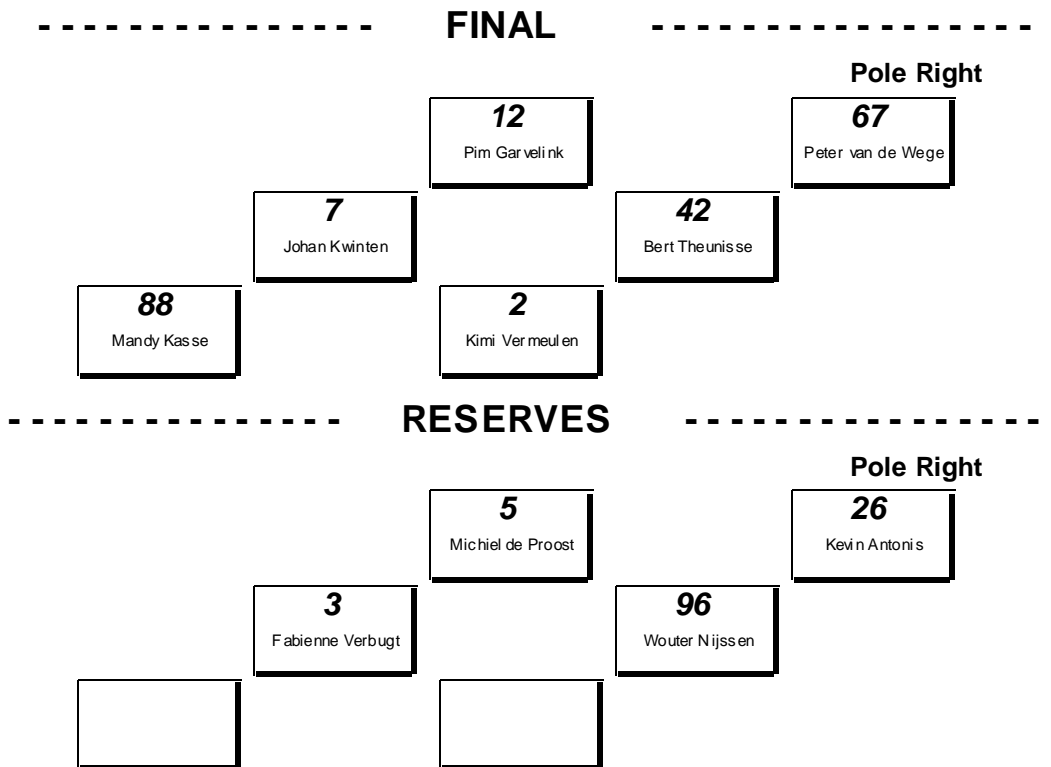 - - - - - - - - - - - - - - - FINAL - - - - - - - - - - - - - - - - -
Pole Right
12 67
Pim Garvelink Peter van de Wege
7 42
Johan Kwinten Bert Theunisse
88 2
Mandy Kasse Kimi Vermeulen
- - - - - - - - - - - - - - - RESERVES - - - - - - - - - - - - - - - -
Pole Right
5 26
Michiel de Proost Kevin Antonis
3 96
Fabienne Verbugt Wouter Nijssen